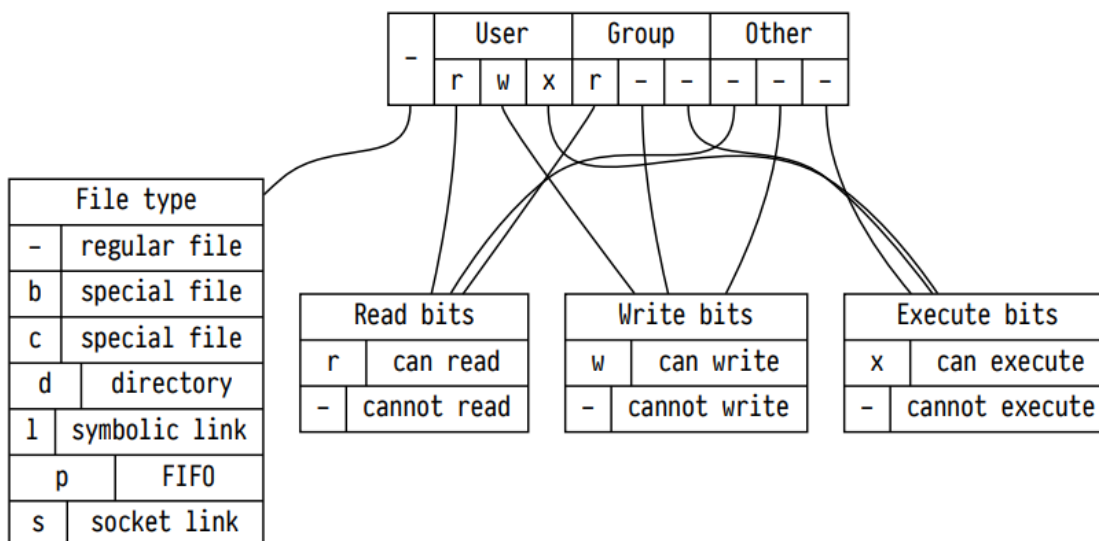 - User Group Other
r w x r - - - - -
File type
- regular file
b special file
c special file
d directory
l symbolic link
p FIFO
s socket link
Read bits
r can read
- cannot read
Write bits
w can write
- cannot write
Execute bits
x can execute
- cannot execute